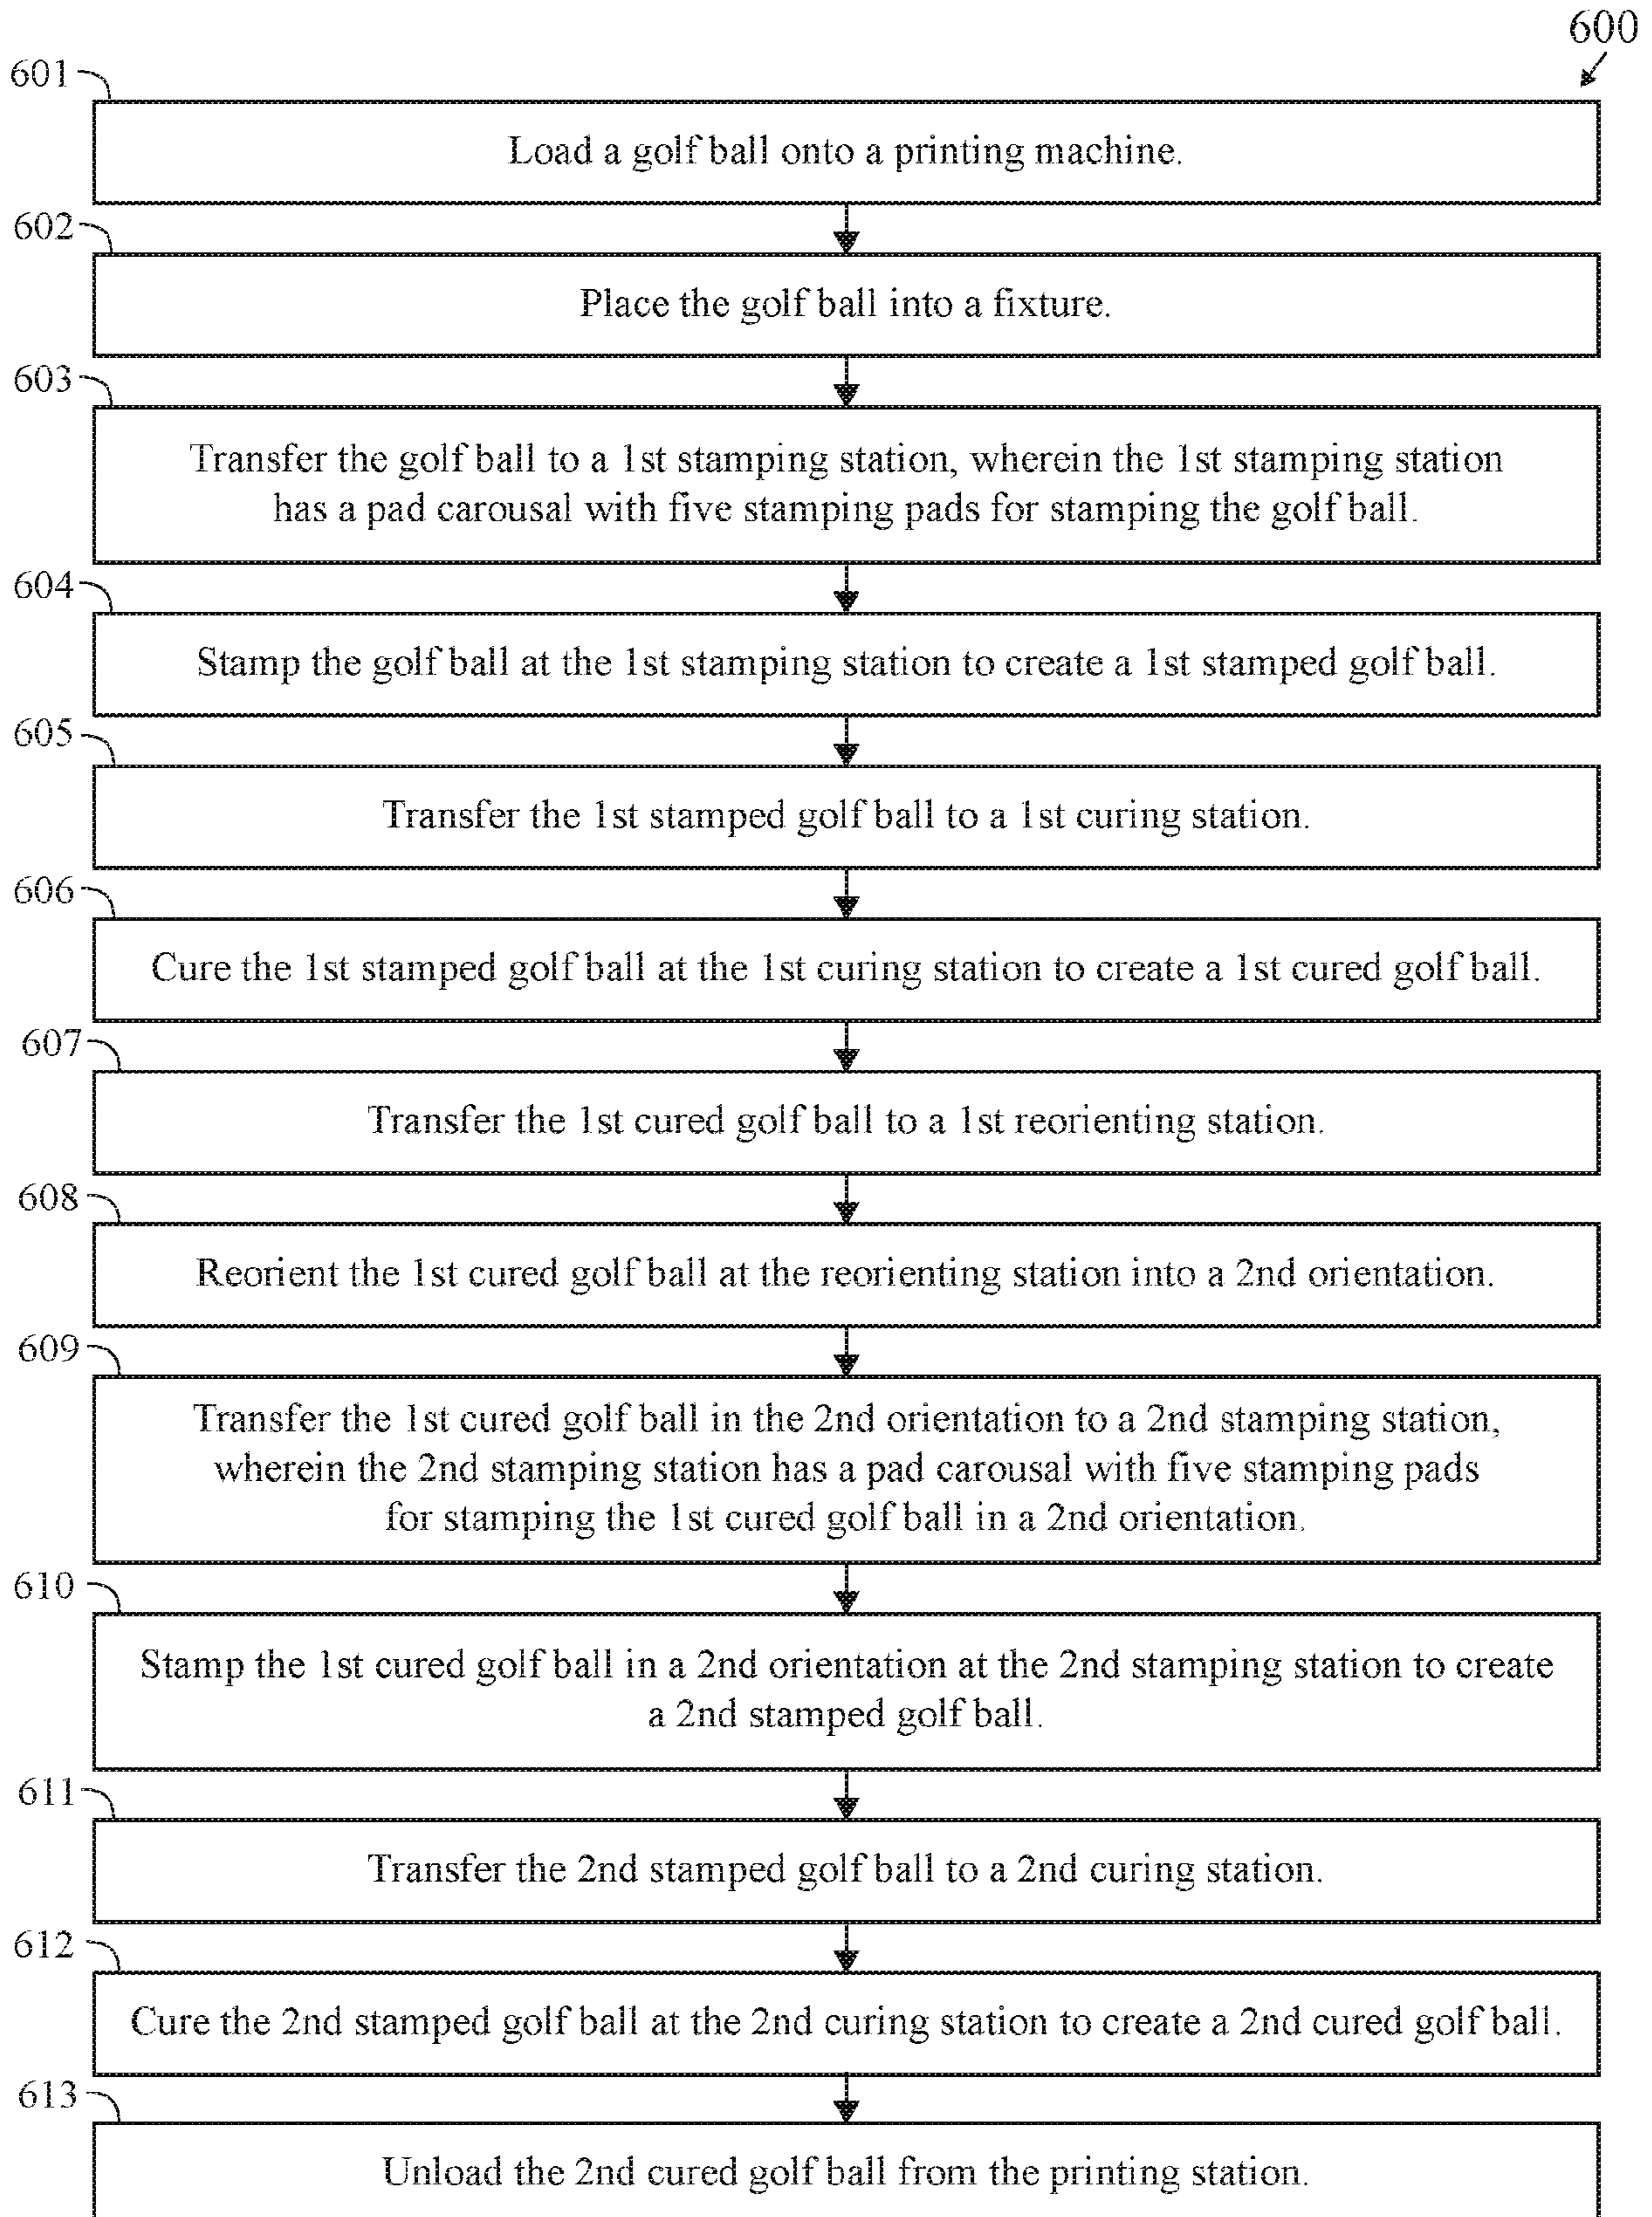 600
601
Load a golf ball onto a printing machine.
602
Place the golf ball into a fixture.
603
Transfer the golf ball to a 1st stamping station, wherein the 1st stamping station
has a pad carousal with five stamping pads for stamping the golf ball.
604
Stamp the golf ball at the 1st stamping station to create a 1st stamped golf ball.
605
Transfer the 1st stamped golf ball to a 1st curing station.
606
Cure the 1st stamped golf ball at the 1st curing station to create a 1st cured golf ball.
607
Transfer the 1st cured golf ball to a 1st reorienting station.
608
Reorient the 1st cured golf ball at the reorienting station into a 2nd orientation.
609
Transfer the 1st cured golf ball in the 2nd orientation to a 2nd stamping station,
wherein the 2nd stamping station has a pad carousal with five stamping pads
for stamping the 1st cured golf ball in a 2nd orientation.
610
Stamp the 1st cured golf ball in a 2nd orientation at the 2nd stamping station to create
a 2nd stamped golf ball.
611
Transfer the 2nd stamped golf ball to a 2nd curing station.
612
Cure the 2nd stamped golf ball at the 2nd curing station to create a 2nd cured golf ball.
613
Unload the 2nd cured golf ball from the printing station.